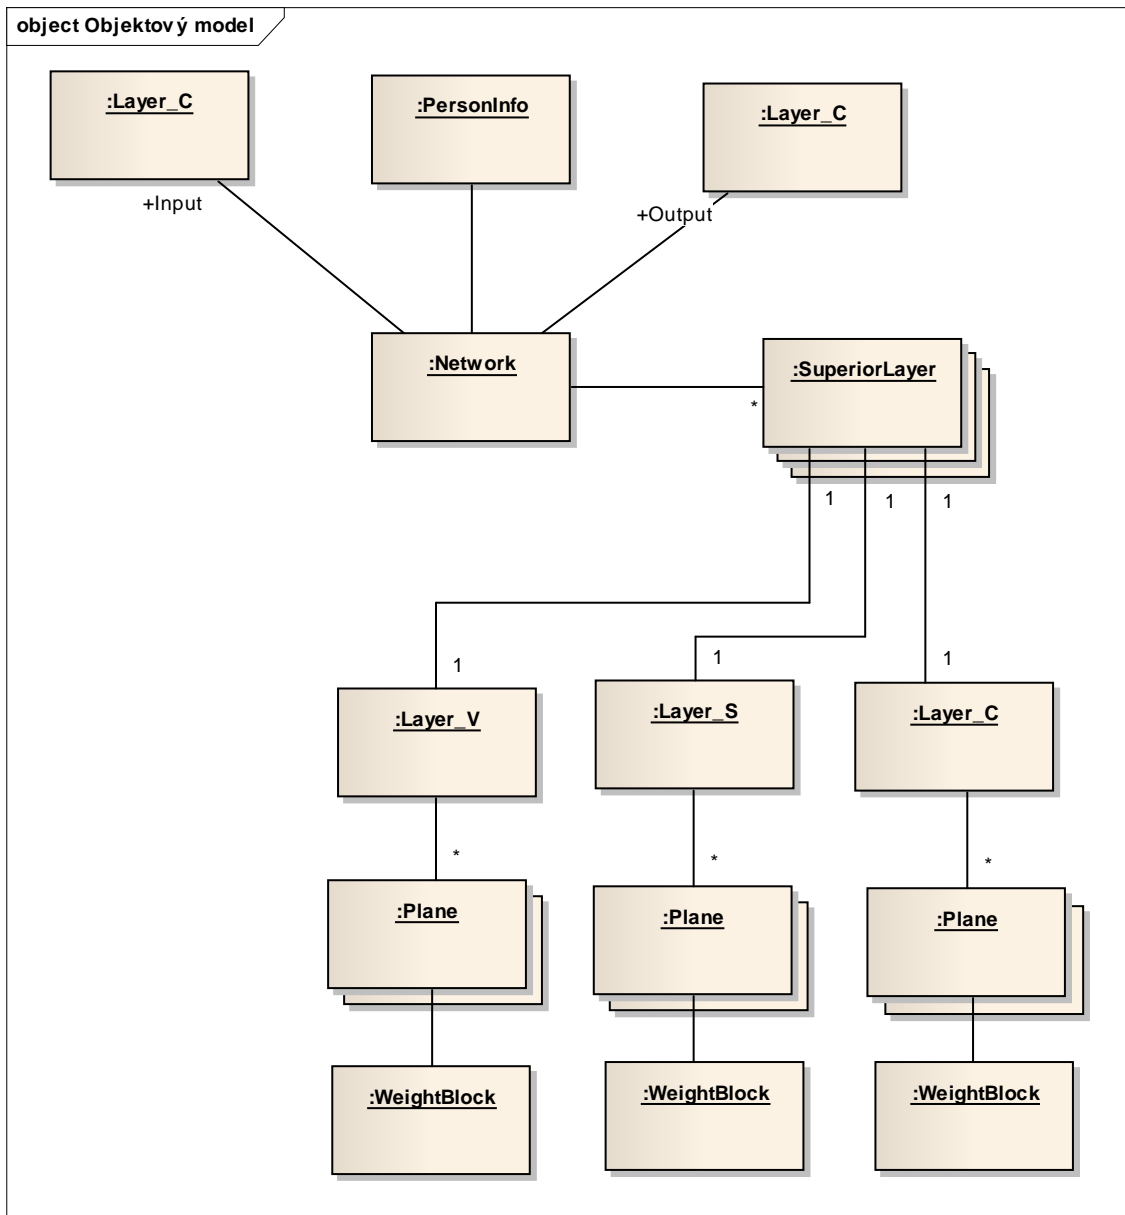 object Objektový model
:Layer_C
:PersonInfo
:Layer_C
+Input
+Output
:Network
:SuperiorLayer
*
1
1
1
1
1
1
:Layer_V
:Layer_S
:Layer_C
*
*
*
:Plane
:Plane
:Plane
:WeightBlock
:WeightBlock
:WeightBlock